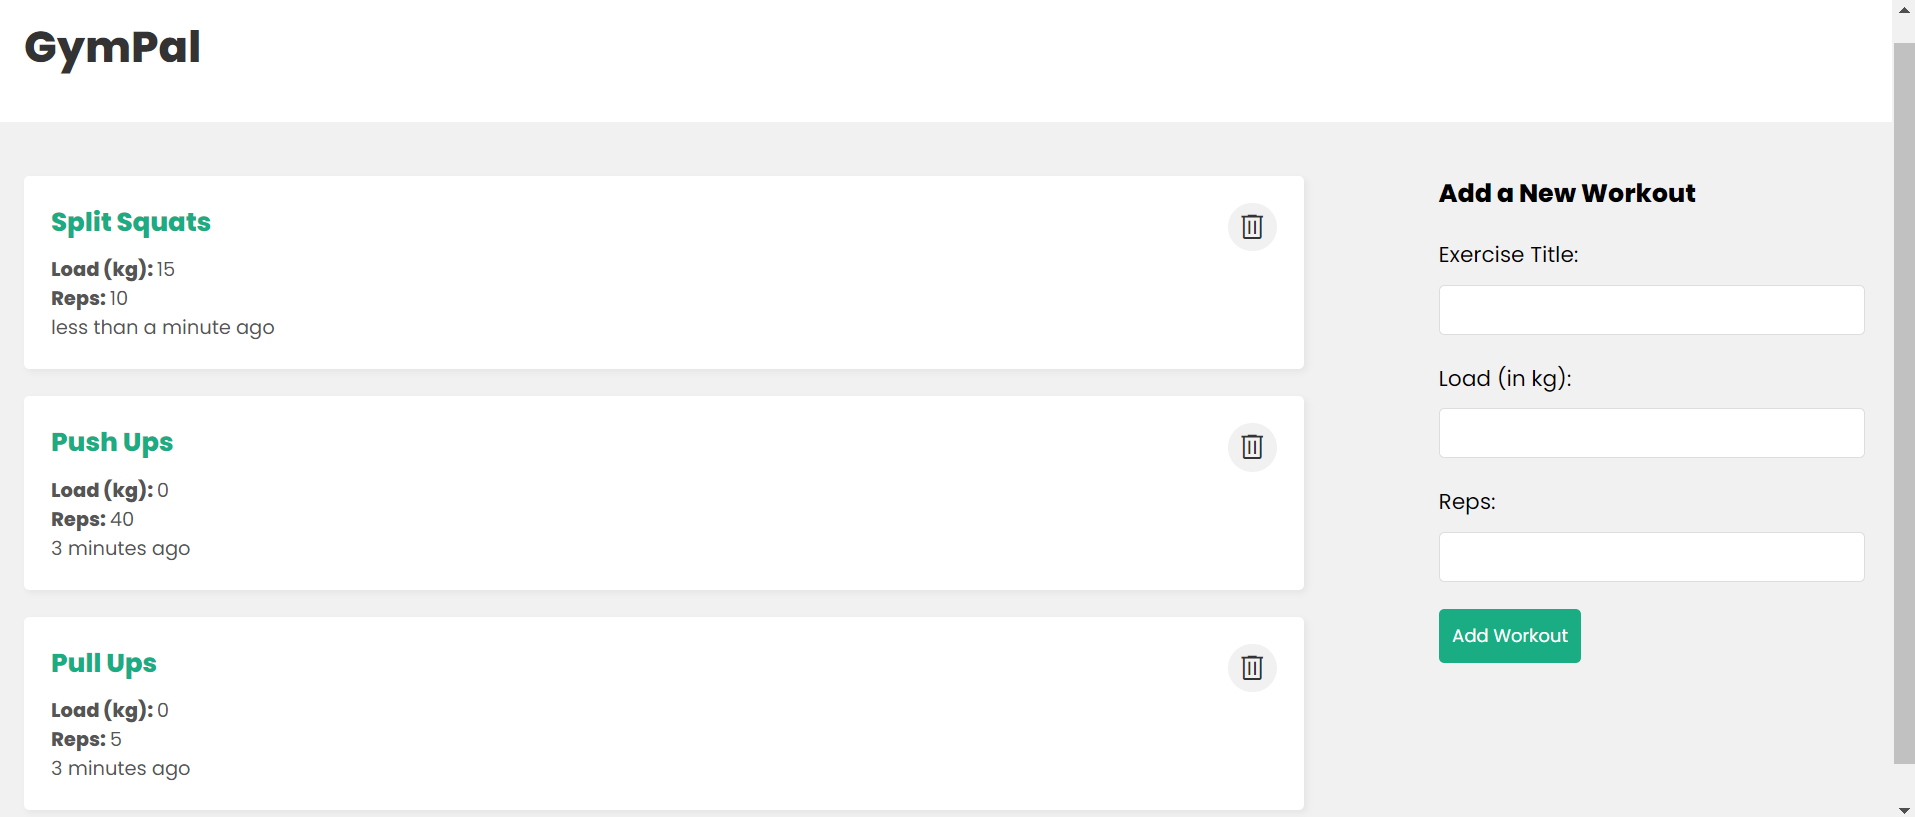 GymPal
Split Squats
Load (kg): 15
Reps: 10
less than a minute ago
Push Ups
Load (kg): 0
Reps: 40
3 minutes ago
Pull Ups
Load (kg): 0
Reps: 5
3 minutes ago
Add a New Workout
Exercise Title:
Load (in kg):
Reps:
Add Workout